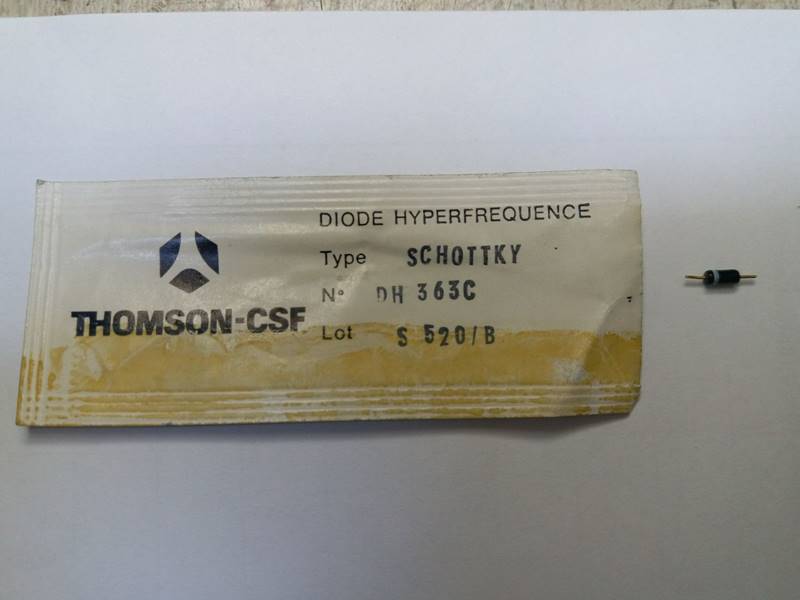 DIODE HYPERFREQUENCE
Type SCHOTTKY
N° DH 363C
THOMSON-CSF
Lot S 520/B